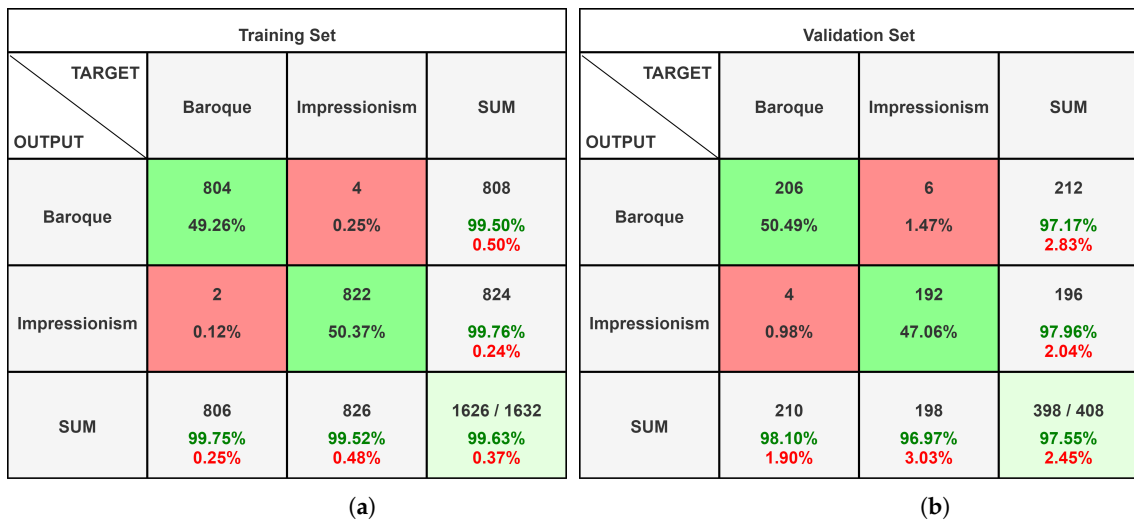 Training Set
TARGET
OUTPUT
Baroque
Impressionism
SUM
Baroque
804
49.26%
4
0.25%
808
99.50%
0.50%
Impressionism
2
0.12%
822
50.37%
824
99.76%
0.24%
SUM
806
99.75%
0.25%
826
99.52%
0.48%
1626 / 1632
99.63%
0.37%
(a)
Validation Set
TARGET
OUTPUT
Baroque
Impressionism
SUM
Baroque
206
50.49%
6
1.47%
212
97.17%
2.83%
Impressionism
4
0.98%
192
47.06%
196
97.96%
2.04%
SUM
210
98.10%
1.90%
198
96.97%
3.03%
398 / 408
97.55%
2.45%
(b)